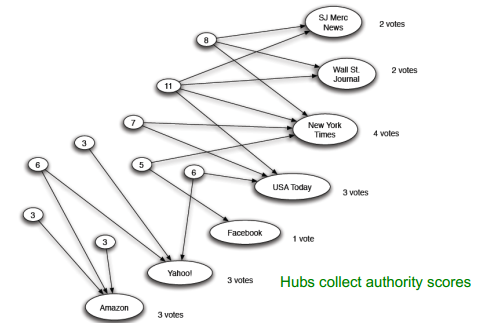 SJ Merc
News
2 votes
8
Wall St.
Journal
2 votes
11
7
New York
Times
4 votes
3
5
6
6
USA Today
3 votes
3
Facebook
1 vote
3
Yahoo!
3 votes
Hubs collect authority scores
Amazon
3 votes